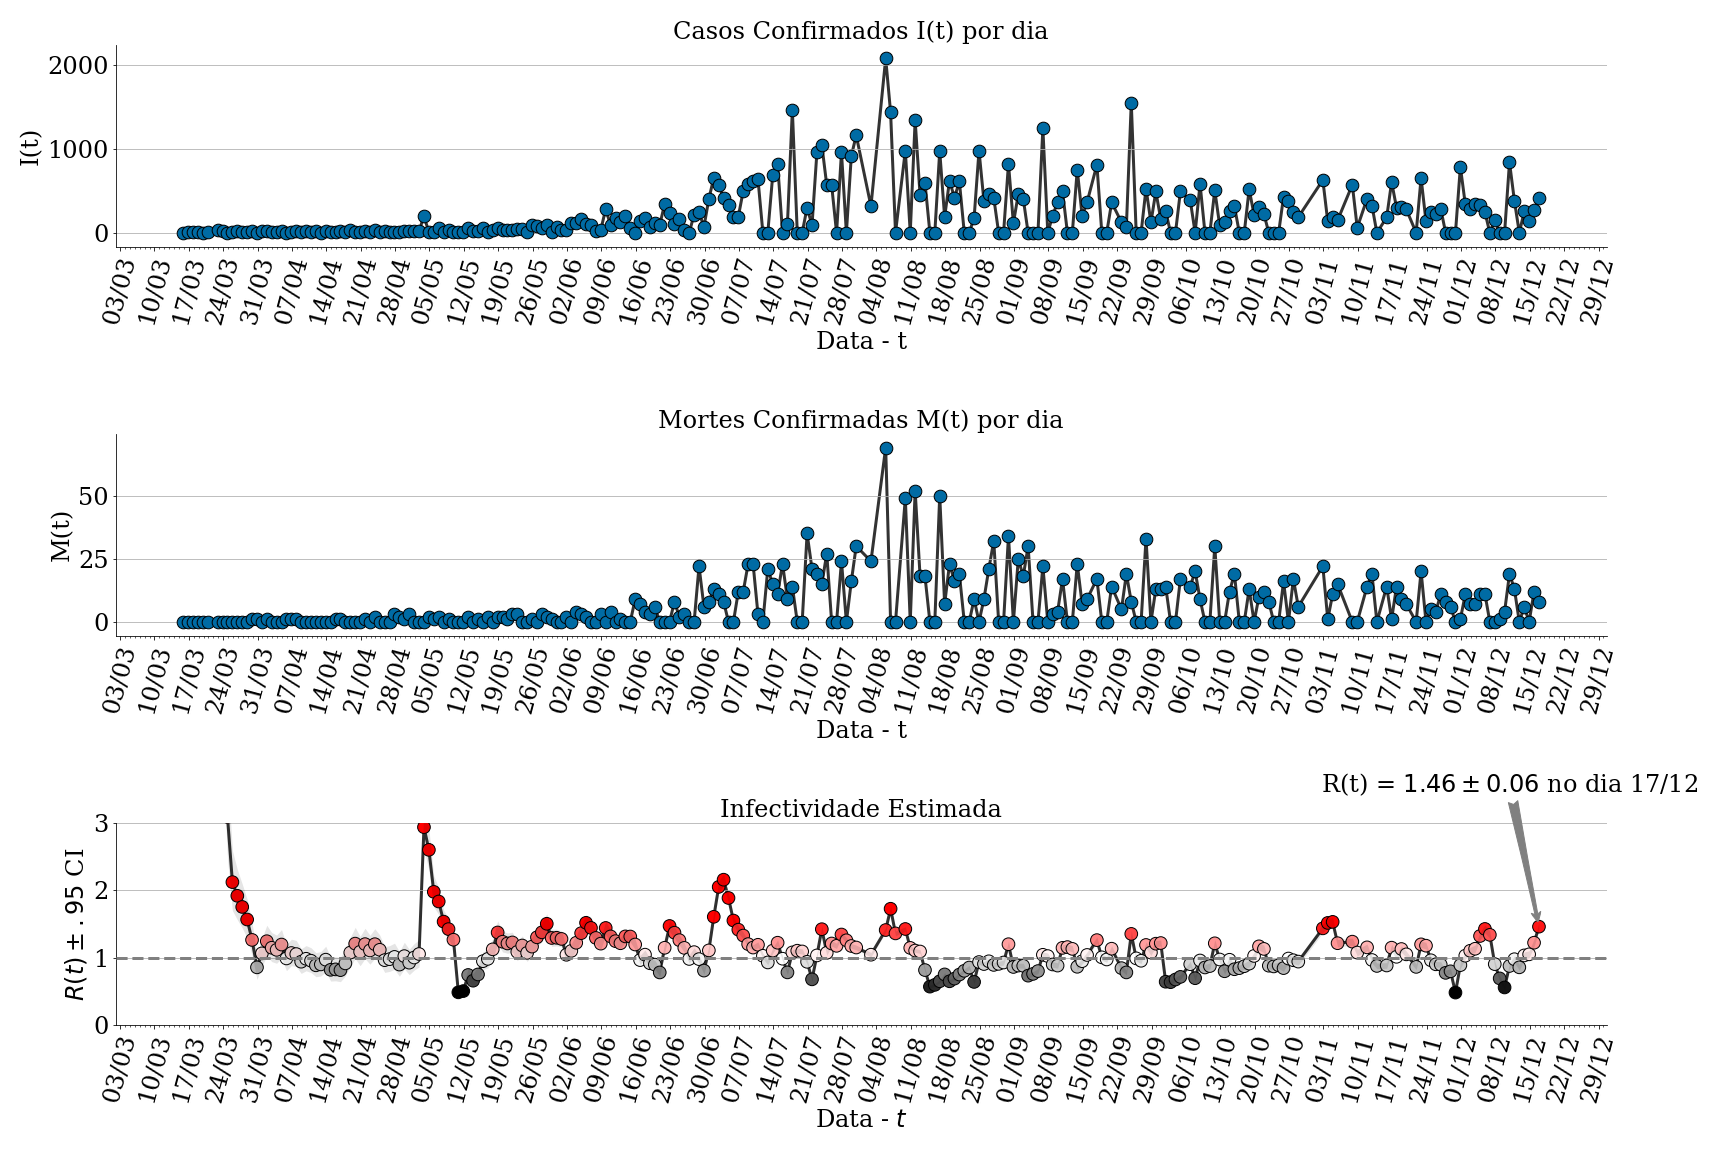 Casos Confirmados I(t) por dia
2000
1000
0
I(t)
03/03 10/03 17/03 24/03 31/03 07/04 14/04 21/04 28/04 05/05 12/05 19/05 26/05 02/06 09/06 16/06 23/06 30/06 07/07 14/07 21/07 28/07 04/08 11/08 18/08 25/08 01/09 08/09 15/09 22/09 29/09 06/10 13/10 20/10 27/10 03/11 10/11 17/11 24/11 01/12 08/12 15/12 22/12 29/12
Data - t
Mortes Confirmadas M(t) por dia
50
25
0
M(t)
03/03 10/03 17/03 24/03 31/03 07/04 14/04 21/04 28/04 05/05 12/05 19/05 26/05 02/06 09/06 16/06 23/06 30/06 07/07 14/07 21/07 28/07 04/08 11/08 18/08 25/08 01/09 08/09 15/09 22/09 29/09 06/10 13/10 20/10 27/10 03/11 10/11 17/11 24/11 01/12 08/12 15/12 22/12 29/12
Data - t
R(t) = 1.46 ± 0.06 no dia 17/12
Infectividade Estimada
3
2
1
0
R(t) ± .95 CI
03/03 10/03 17/03 24/03 31/03 07/04 14/04 21/04 28/04 05/05 12/05 19/05 26/05 02/06 09/06 16/06 23/06 30/06 07/07 14/07 21/07 28/07 04/08 11/08 18/08 25/08 01/09 08/09 15/09 22/09 29/09 06/10 13/10 20/10 27/10 03/11 10/11 17/11 24/11 01/12 08/12 15/12 22/12 29/12
Data - t